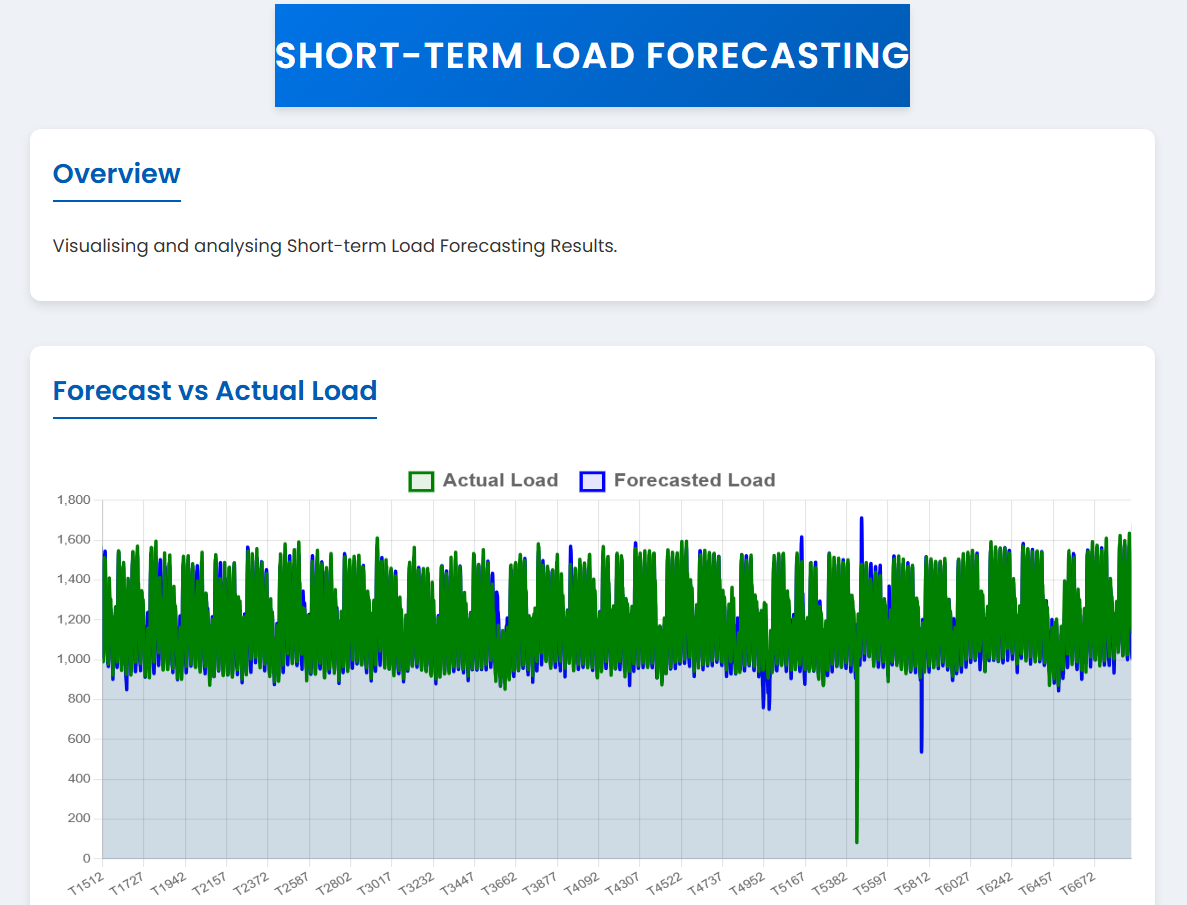 SHORT-TERM LOAD FORECASTING
Overview
Visualising and analysing Short-term Load Forecasting Results.
Forecast vs Actual Load
Actual Load Forecasted Load
1,800
1,600
1,400
1,200
1,000
800
600
400
200
0
T1512 T1727 T1942 T2157 T2372 T2587 T2802 T3017 T3232 T3447 T3662 T3877 T4092 T4307 T4522 T4737 T4952 T5167 T5382 T5597 T5812 T6027 T6242 T6457 T6672